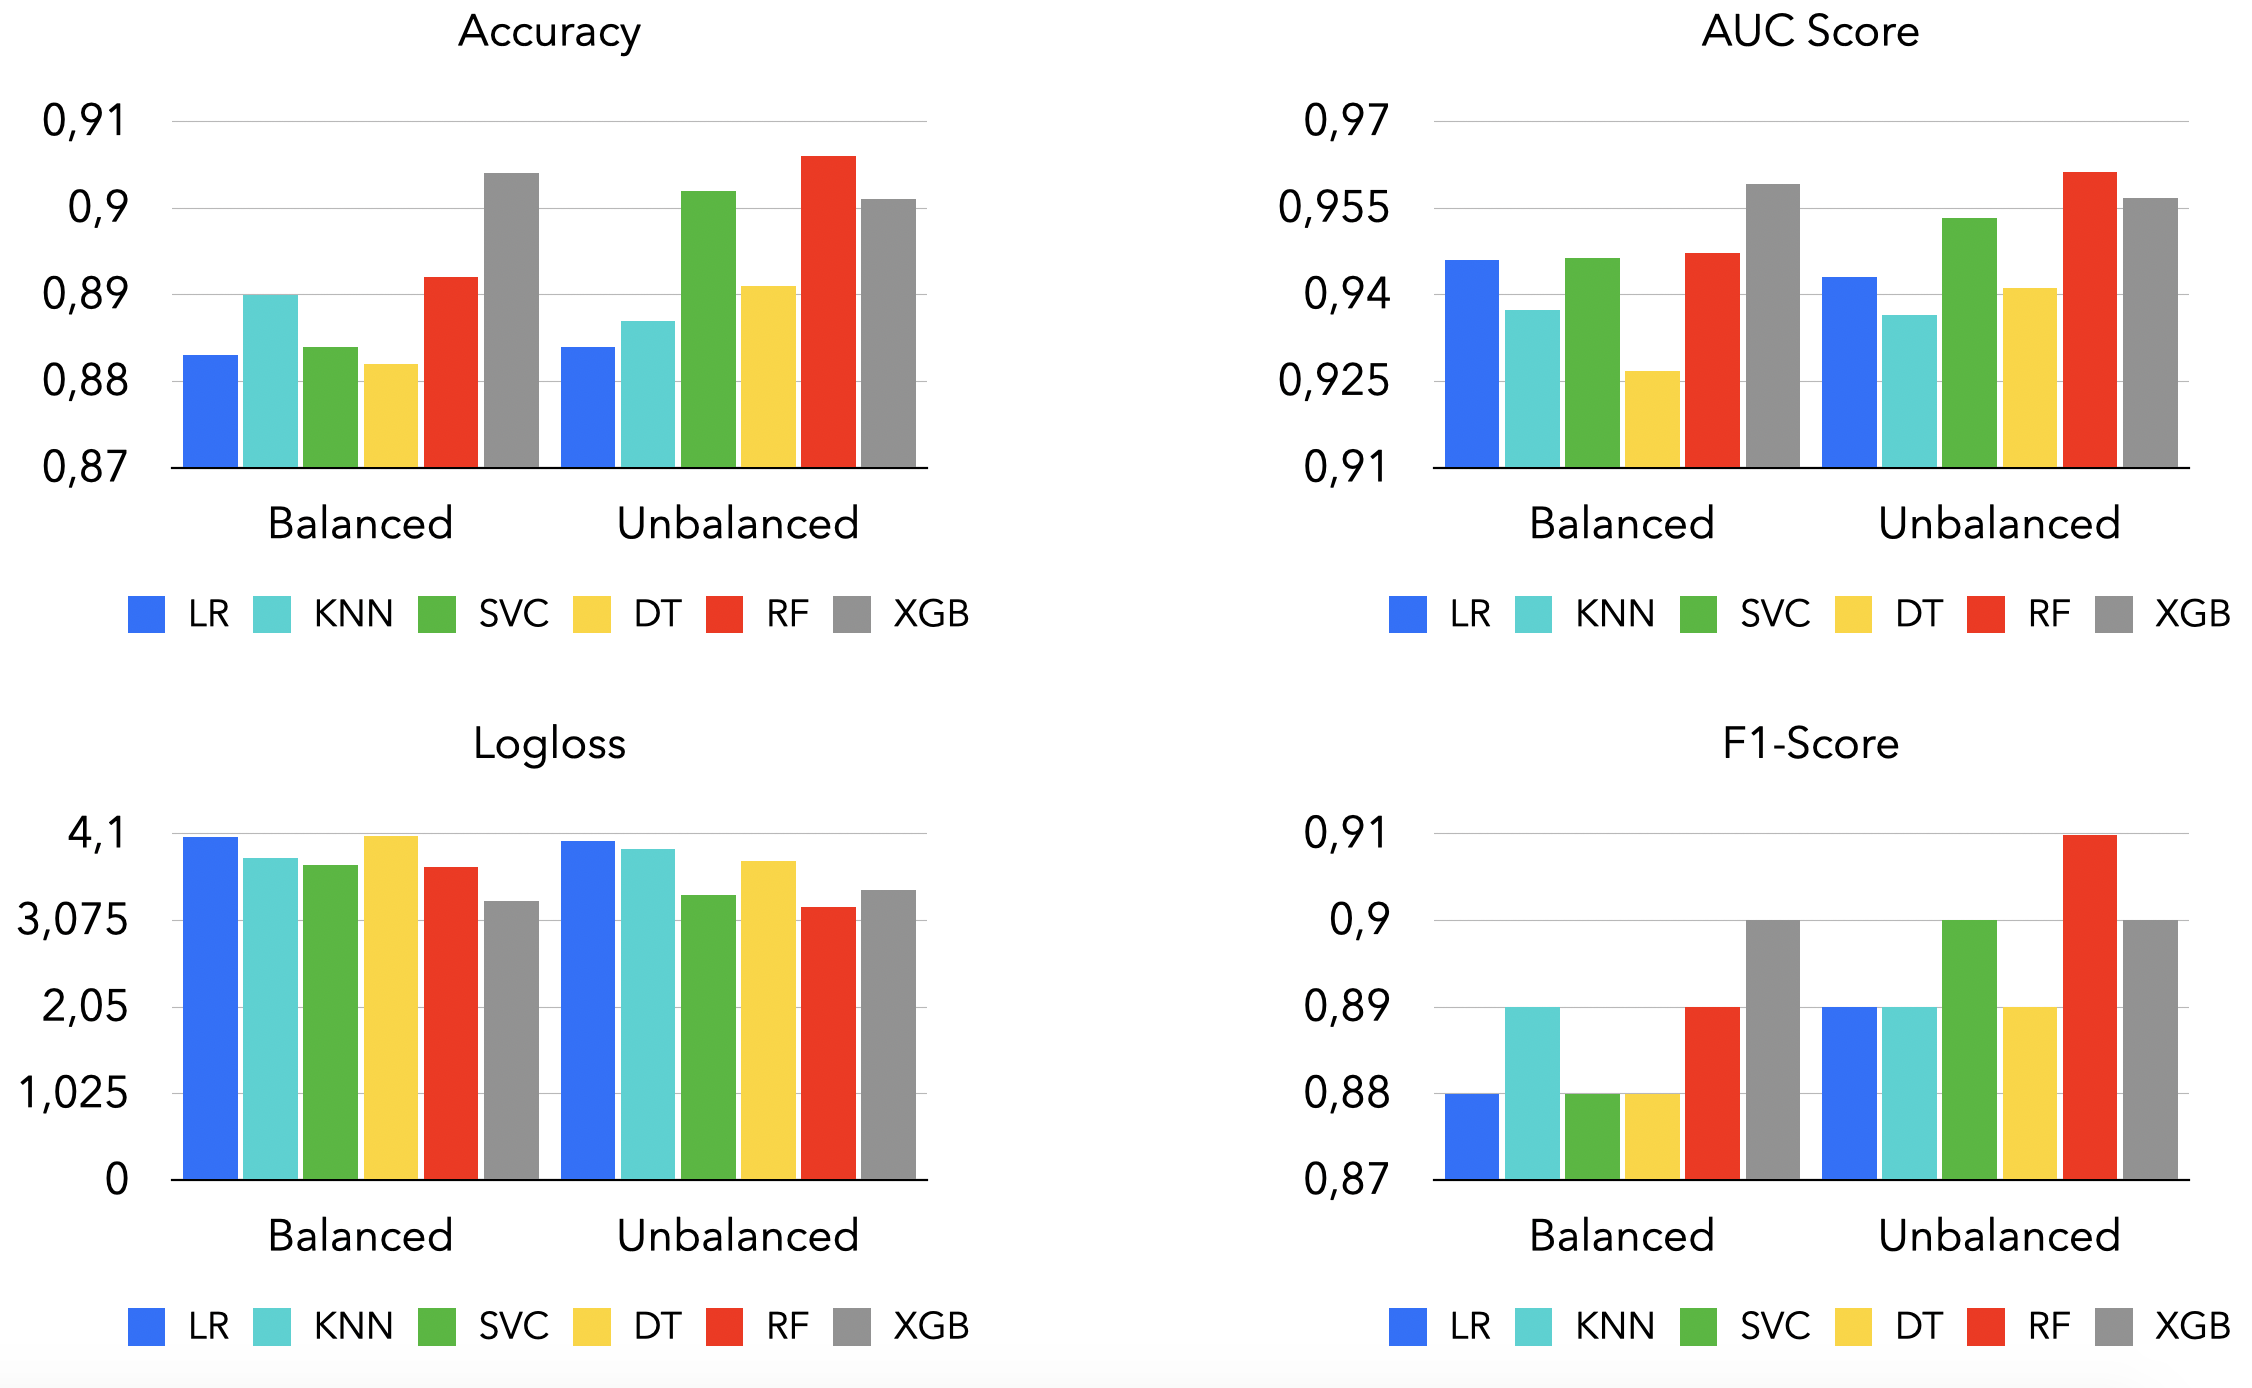 Accuracy
0,91
0,9
0,89
0,88
0,87
Balanced Unbalanced
LR KNN SVC DT RF XGB
AUC Score
0,97
0,955
0,94
0,925
0,91
Balanced Unbalanced
LR KNN SVC DT RF XGB
Logloss
4,1
3,075
2,05
1,025
0
Balanced Unbalanced
LR KNN SVC DT RF XGB
F1-Score
0,91
0,9
0,89
0,88
0,87
Balanced Unbalanced
LR KNN SVC DT RF XGB